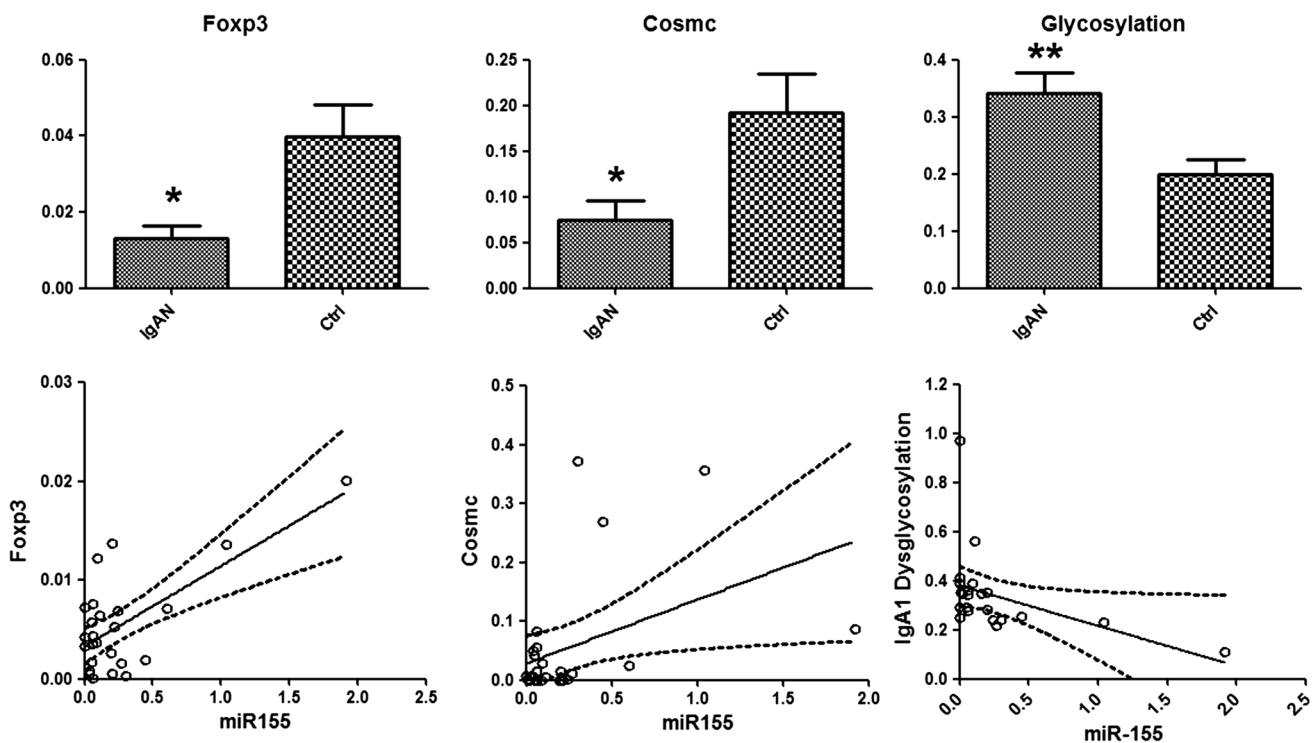 Foxp3
0.06
0.04
0.02
0.00
*
IgAN
Ctrl
Cosmc
0.25
0.20
0.15
0.10
0.05
0.00
*
IgAN
Ctrl
Glycosylation
0.4
0.3
0.2
0.1
0.0
**
IgAN
Ctrl
Foxp3
0.03
0.02
0.01
0.00
0.0 0.5 1.0 1.5 2.0 2.5
miR155
Cosmc
0.5
0.4
0.3
0.2
0.1
0.0
0.0 0.5 1.0 1.5 2.0
miR155
IgA1 Dysglycosylation
1.2
1.0
0.8
0.6
0.4
0.2
0.0
0.0 0.5 1.0 1.5 2.0 2.5
miR-155